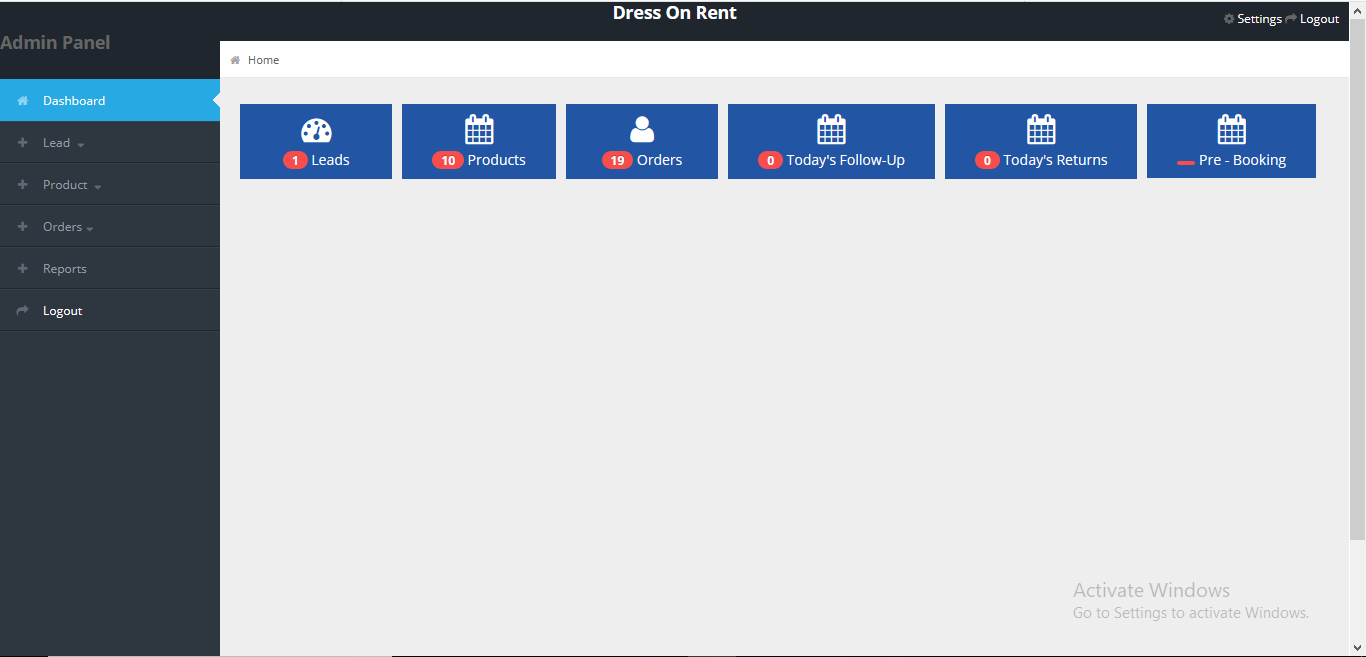 Dress On Rent
Settings Logout
Admin Panel
Home
Dashboard
Lead
Product
Orders
Reports
Logout
1 Leads
10 Products
19 Orders
0 Today's Follow-Up
0 Today's Returns
Pre - Booking
Activate Windows
Go to Settings to activate Windows.